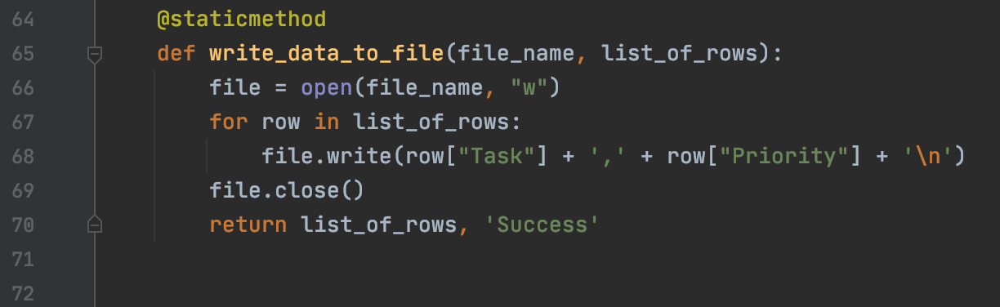 64 @staticmethod
65 def write_data_to_file(file_name, list_of_rows):
66 file = open(file_name, "w")
67 for row in list_of_rows:
68 file.write(row["Task"] + ',' + row["Priority"] + '\n')
69 file.close()
70 return list_of_rows, 'Success'
71
72